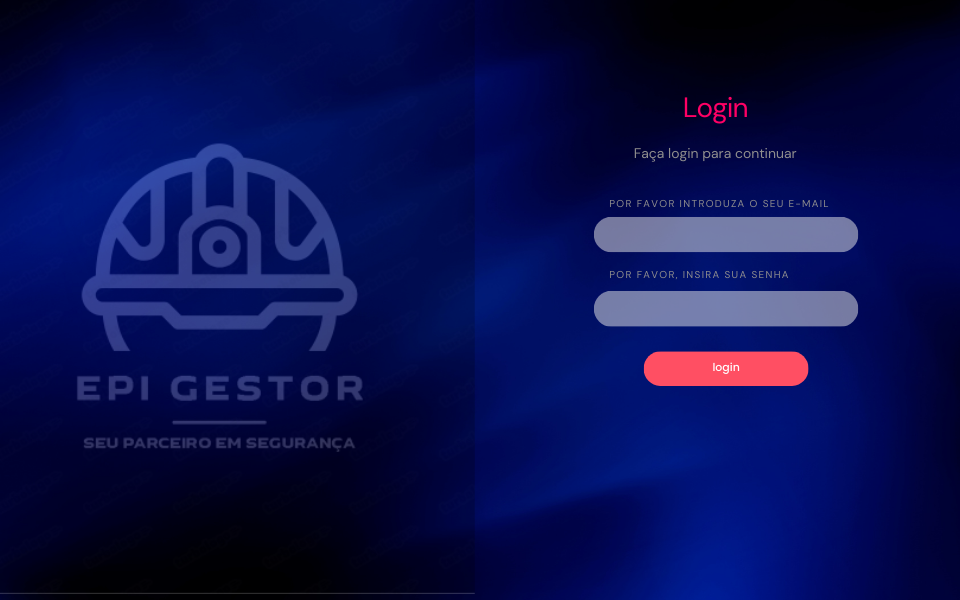 EPI GESTOR
SEU PARCEIRO EM SEGURANÇA
Login
Faça login para continuar
POR FAVOR INTRODUZA O SEU E-MAIL
POR FAVOR, INSIRA SUA SENHA
login